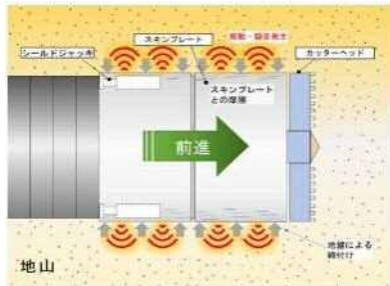 スキンプレート
振動・騒音発生
カッターヘッド
シールドジャッキ
スキンプレート
との摩擦
前進
地盤による
締付け
地山